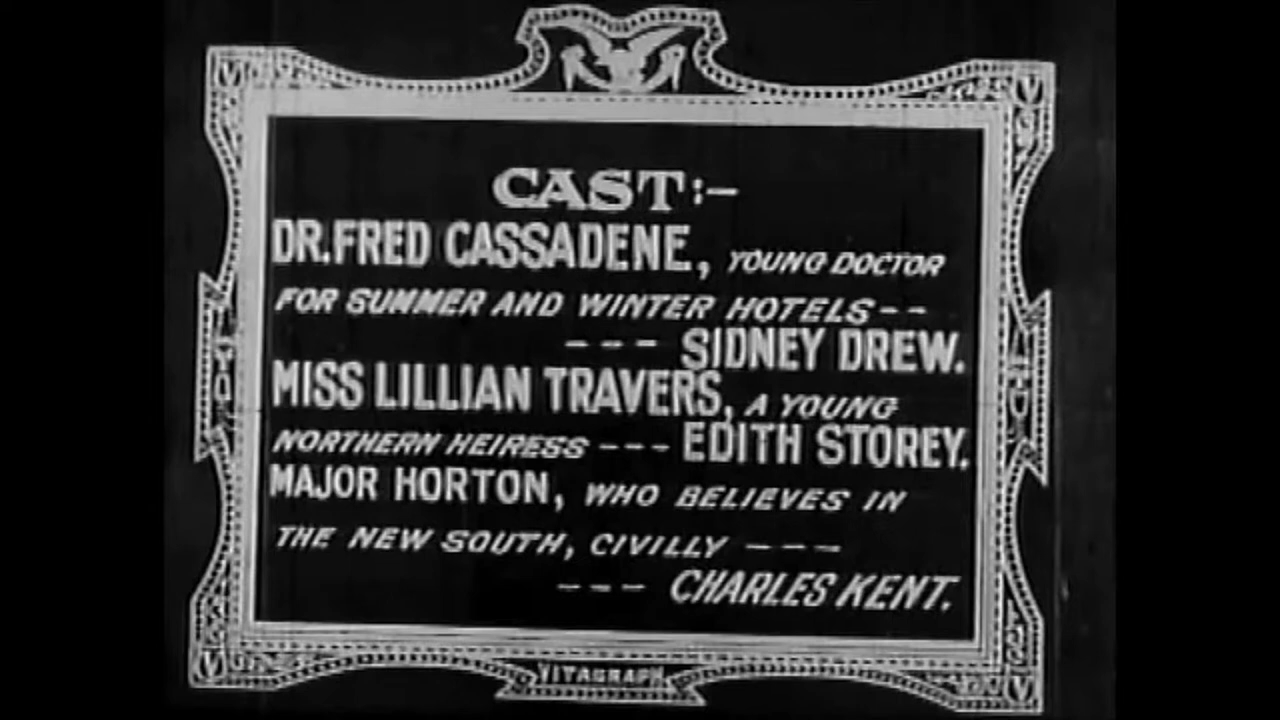 CAST:-
DR. FRED CASSADENE, YOUNG DOCTOR
FOR SUMMER AND WINTER HOTELS--
--- SIDNEY DREW.
MISS LILLIAN TRAVERS, A YOUNG
NORTHERN HEIRESS --- EDITH STOREY.
MAJOR HORTON, WHO BELIEVES IN
THE NEW SOUTH, CIVILLY ---
--- CHARLES KENT.
VITAGRAPH